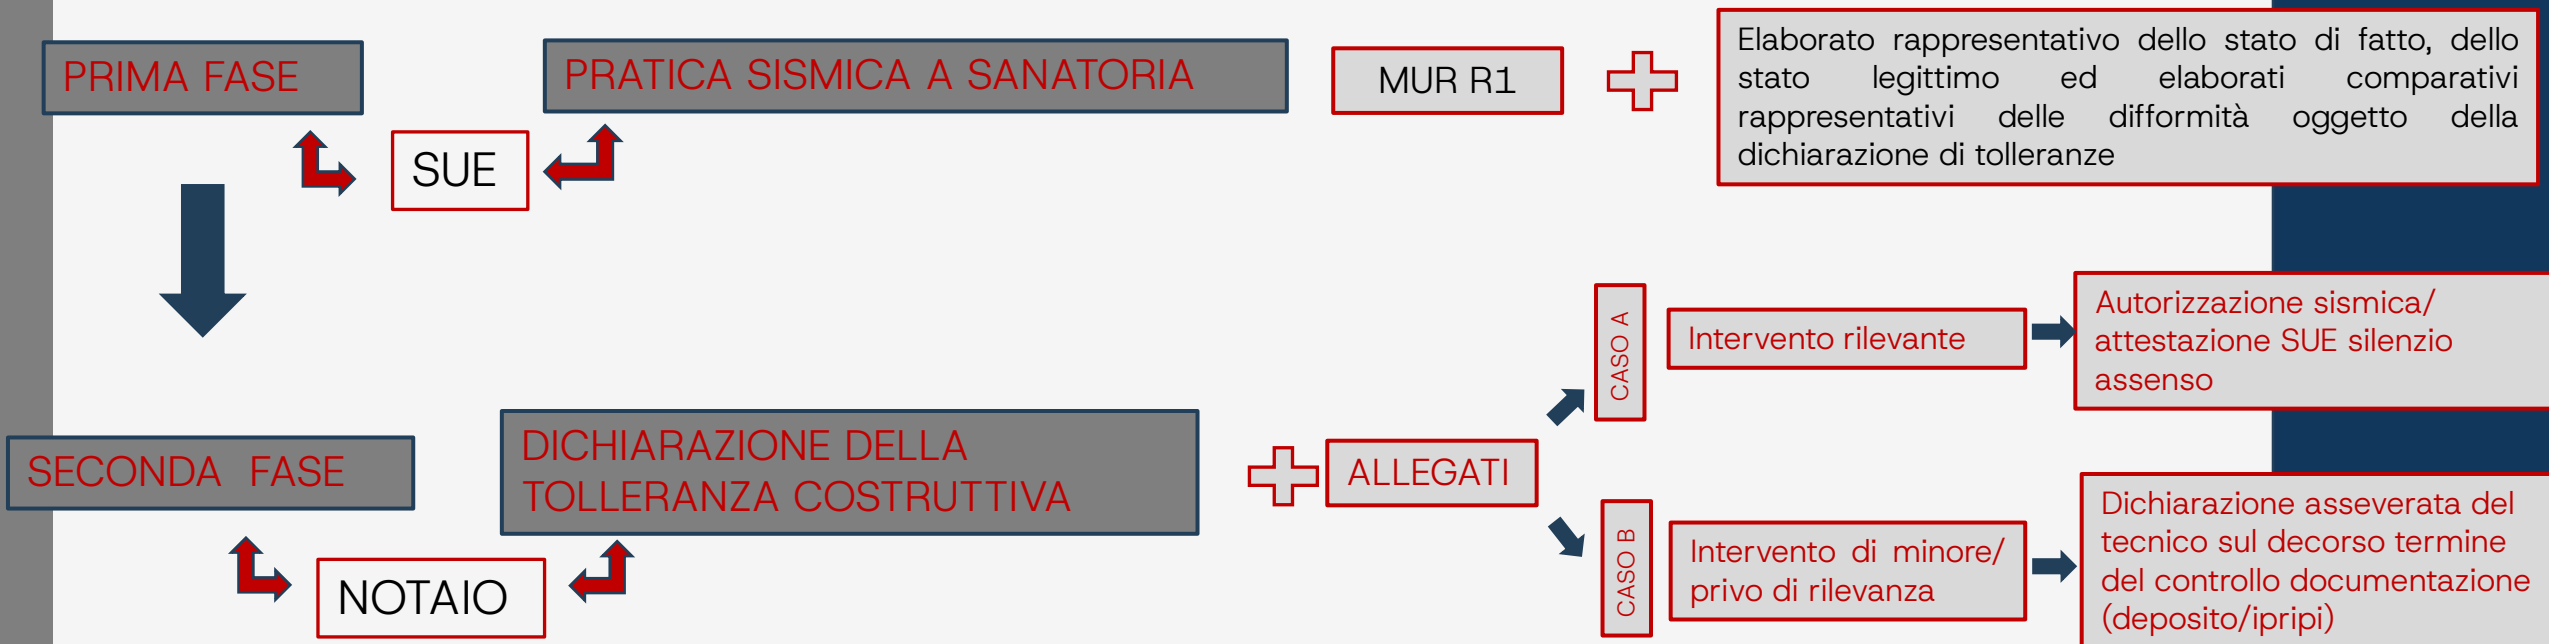 PRIMA FASE
PRATICA SISMICA A SANATORIA
MUR R1
Elaborato rappresentativo dello stato di fatto, dello
stato legittimo ed elaborati comparativi
rappresentativi delle difformità oggetto della
dichiarazione di tolleranze
SUE
CASO A
Intervento rilevante
Autorizzazione sismica/
attestazione SUE silenzio
assenso
SECONDA FASE
DICHIARAZIONE DELLA
TOLLERANZA COSTRUTTIVA
ALLEGATI
NOTAIO
CASO B
Intervento di minore/
privo di rilevanza
Dichiarazione asseverata del
tecnico sul decorso termine
del controllo documentazione
(deposito/ipripi)